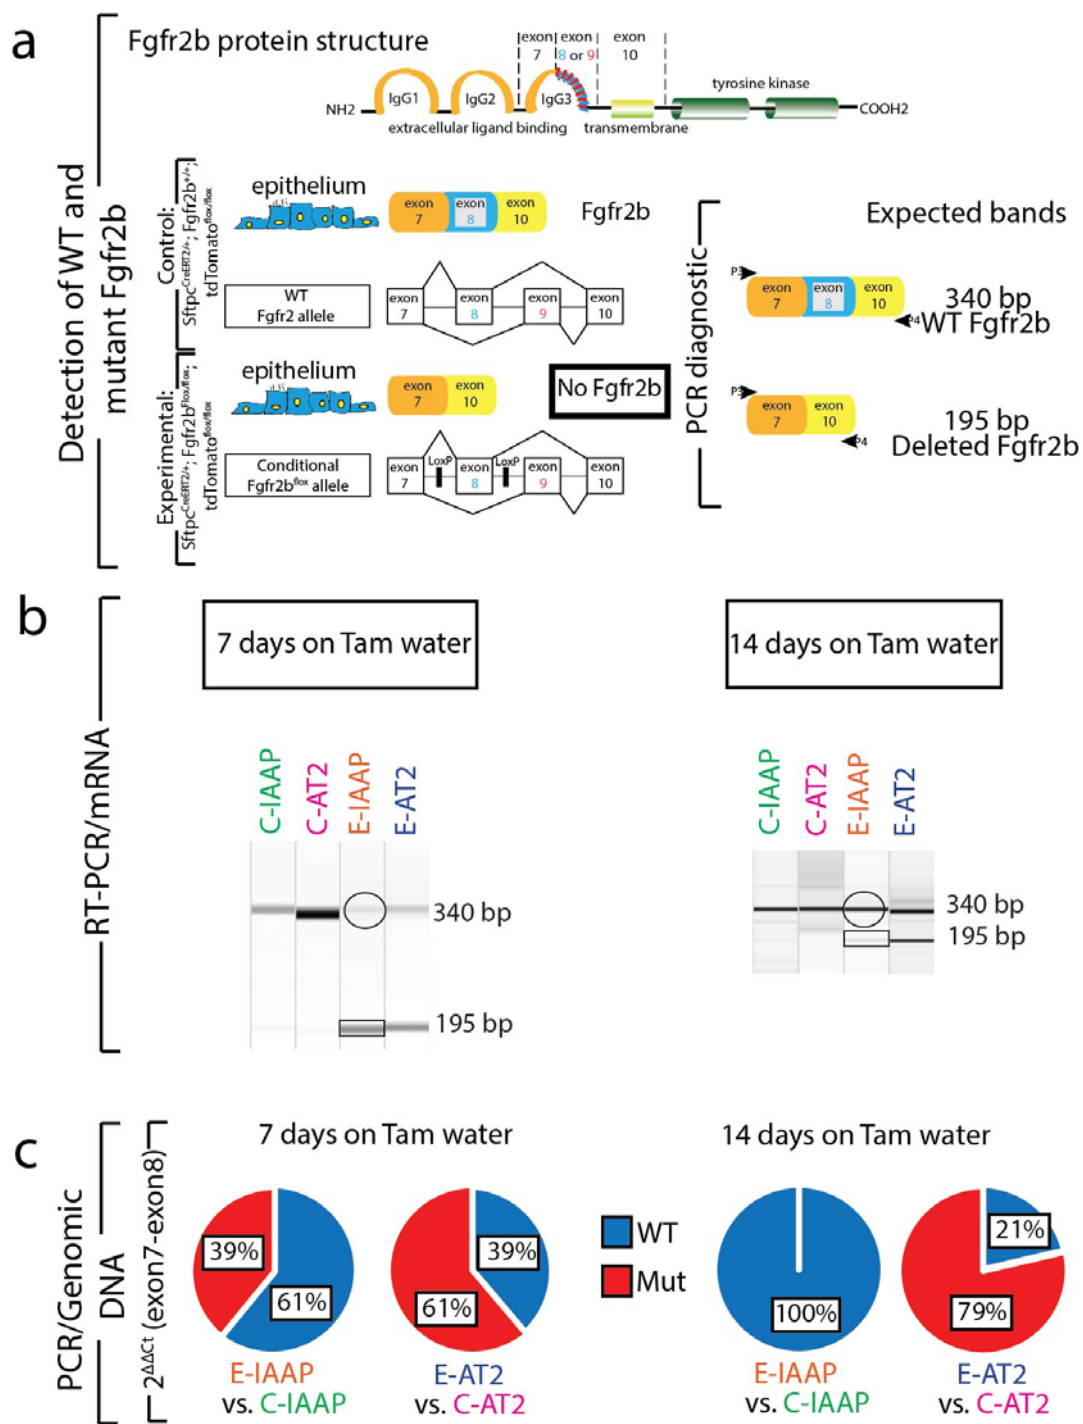 a
Detection of WT and
mutant Fgfr2b
Fgfr2b protein structure
exon
7
exon
8 or 9
exon
10
IgG1
IgG2
IgG3
tyrosine kinase
NH2
COOH2
extracellular ligand binding
transmembrane
Control:
Sftpc^CreERT2/+; Fgfr2b^+/+;
tdTomato^flox/flox
epithelium
exon
7
exon
8
exon
10
Fgfr2b
WT
Fgfr2 allele
exon
7
exon
8
exon
9
exon
10
Experimental:
Sftpc^CreERT2/+; Fgfr2b^Flox/flox;
tdTomato^flox/flox
epithelium
exon
7
exon
10
No Fgfr2b
Conditional
Fgfr2b^flox allele
exon
7
LoxP
exon
8
LoxP
exon
9
exon
10
PCR diagnostic
Expected bands
P3
exon
7
exon
8
exon
10
P4
340 bp
WT Fgfr2b
P3
exon
7
exon
10
P4
195 bp
Deleted Fgfr2b
b
RT-PCR/mRNA
7 days on Tam water
C-IAAP
C-AT2
E-IAAP
E-AT2
340 bp
195 bp
14 days on Tam water
C-IAAP
C-AT2
E-IAAP
E-AT2
340 bp
195 bp
c
PCR/Genomic
DNA
2^ΔΔCt (exon7-exon8)
7 days on Tam water
39%
61%
E-IAAP
vs. C-IAAP
39%
61%
E-AT2
vs. C-AT2
WT
Mut
14 days on Tam water
100%
E-IAAP
vs. C-IAAP
21%
79%
E-AT2
vs. C-AT2